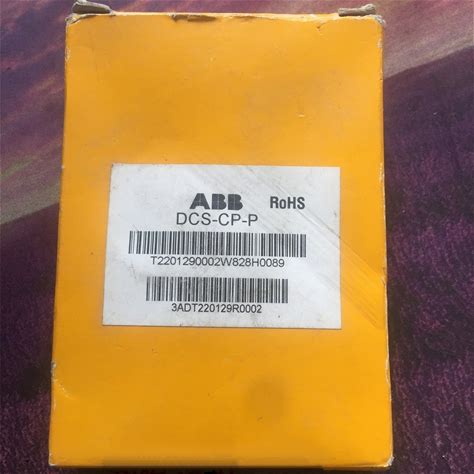 ABB RoHS
DCS-CP-P
T2201290002W828H0089
3ADT220129R0002